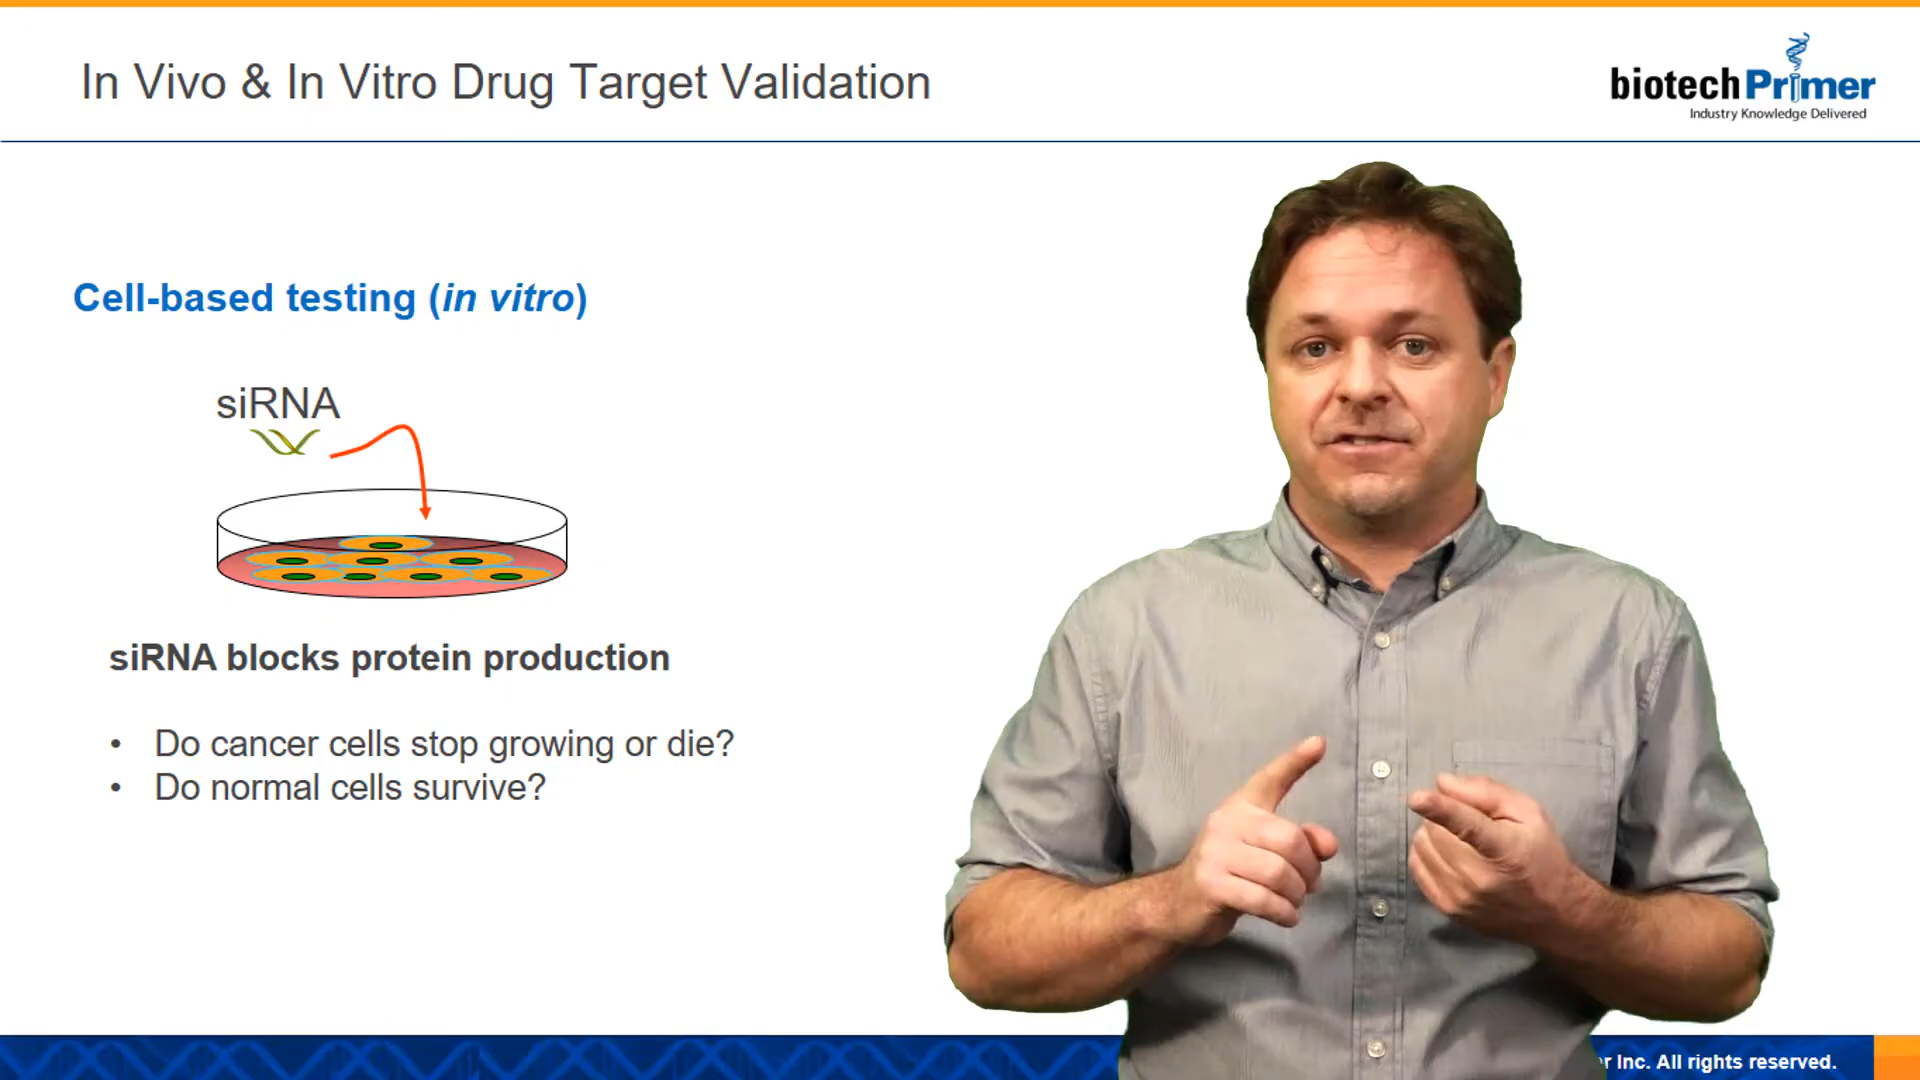 In Vivo & In Vitro Drug Target Validation
biotechPrimer
Industry Knowledge Delivered
Cell-based testing (in vitro)
siRNA
siRNA blocks protein production
• Do cancer cells stop growing or die?
• Do normal cells survive?
Inc. All rights reserved.